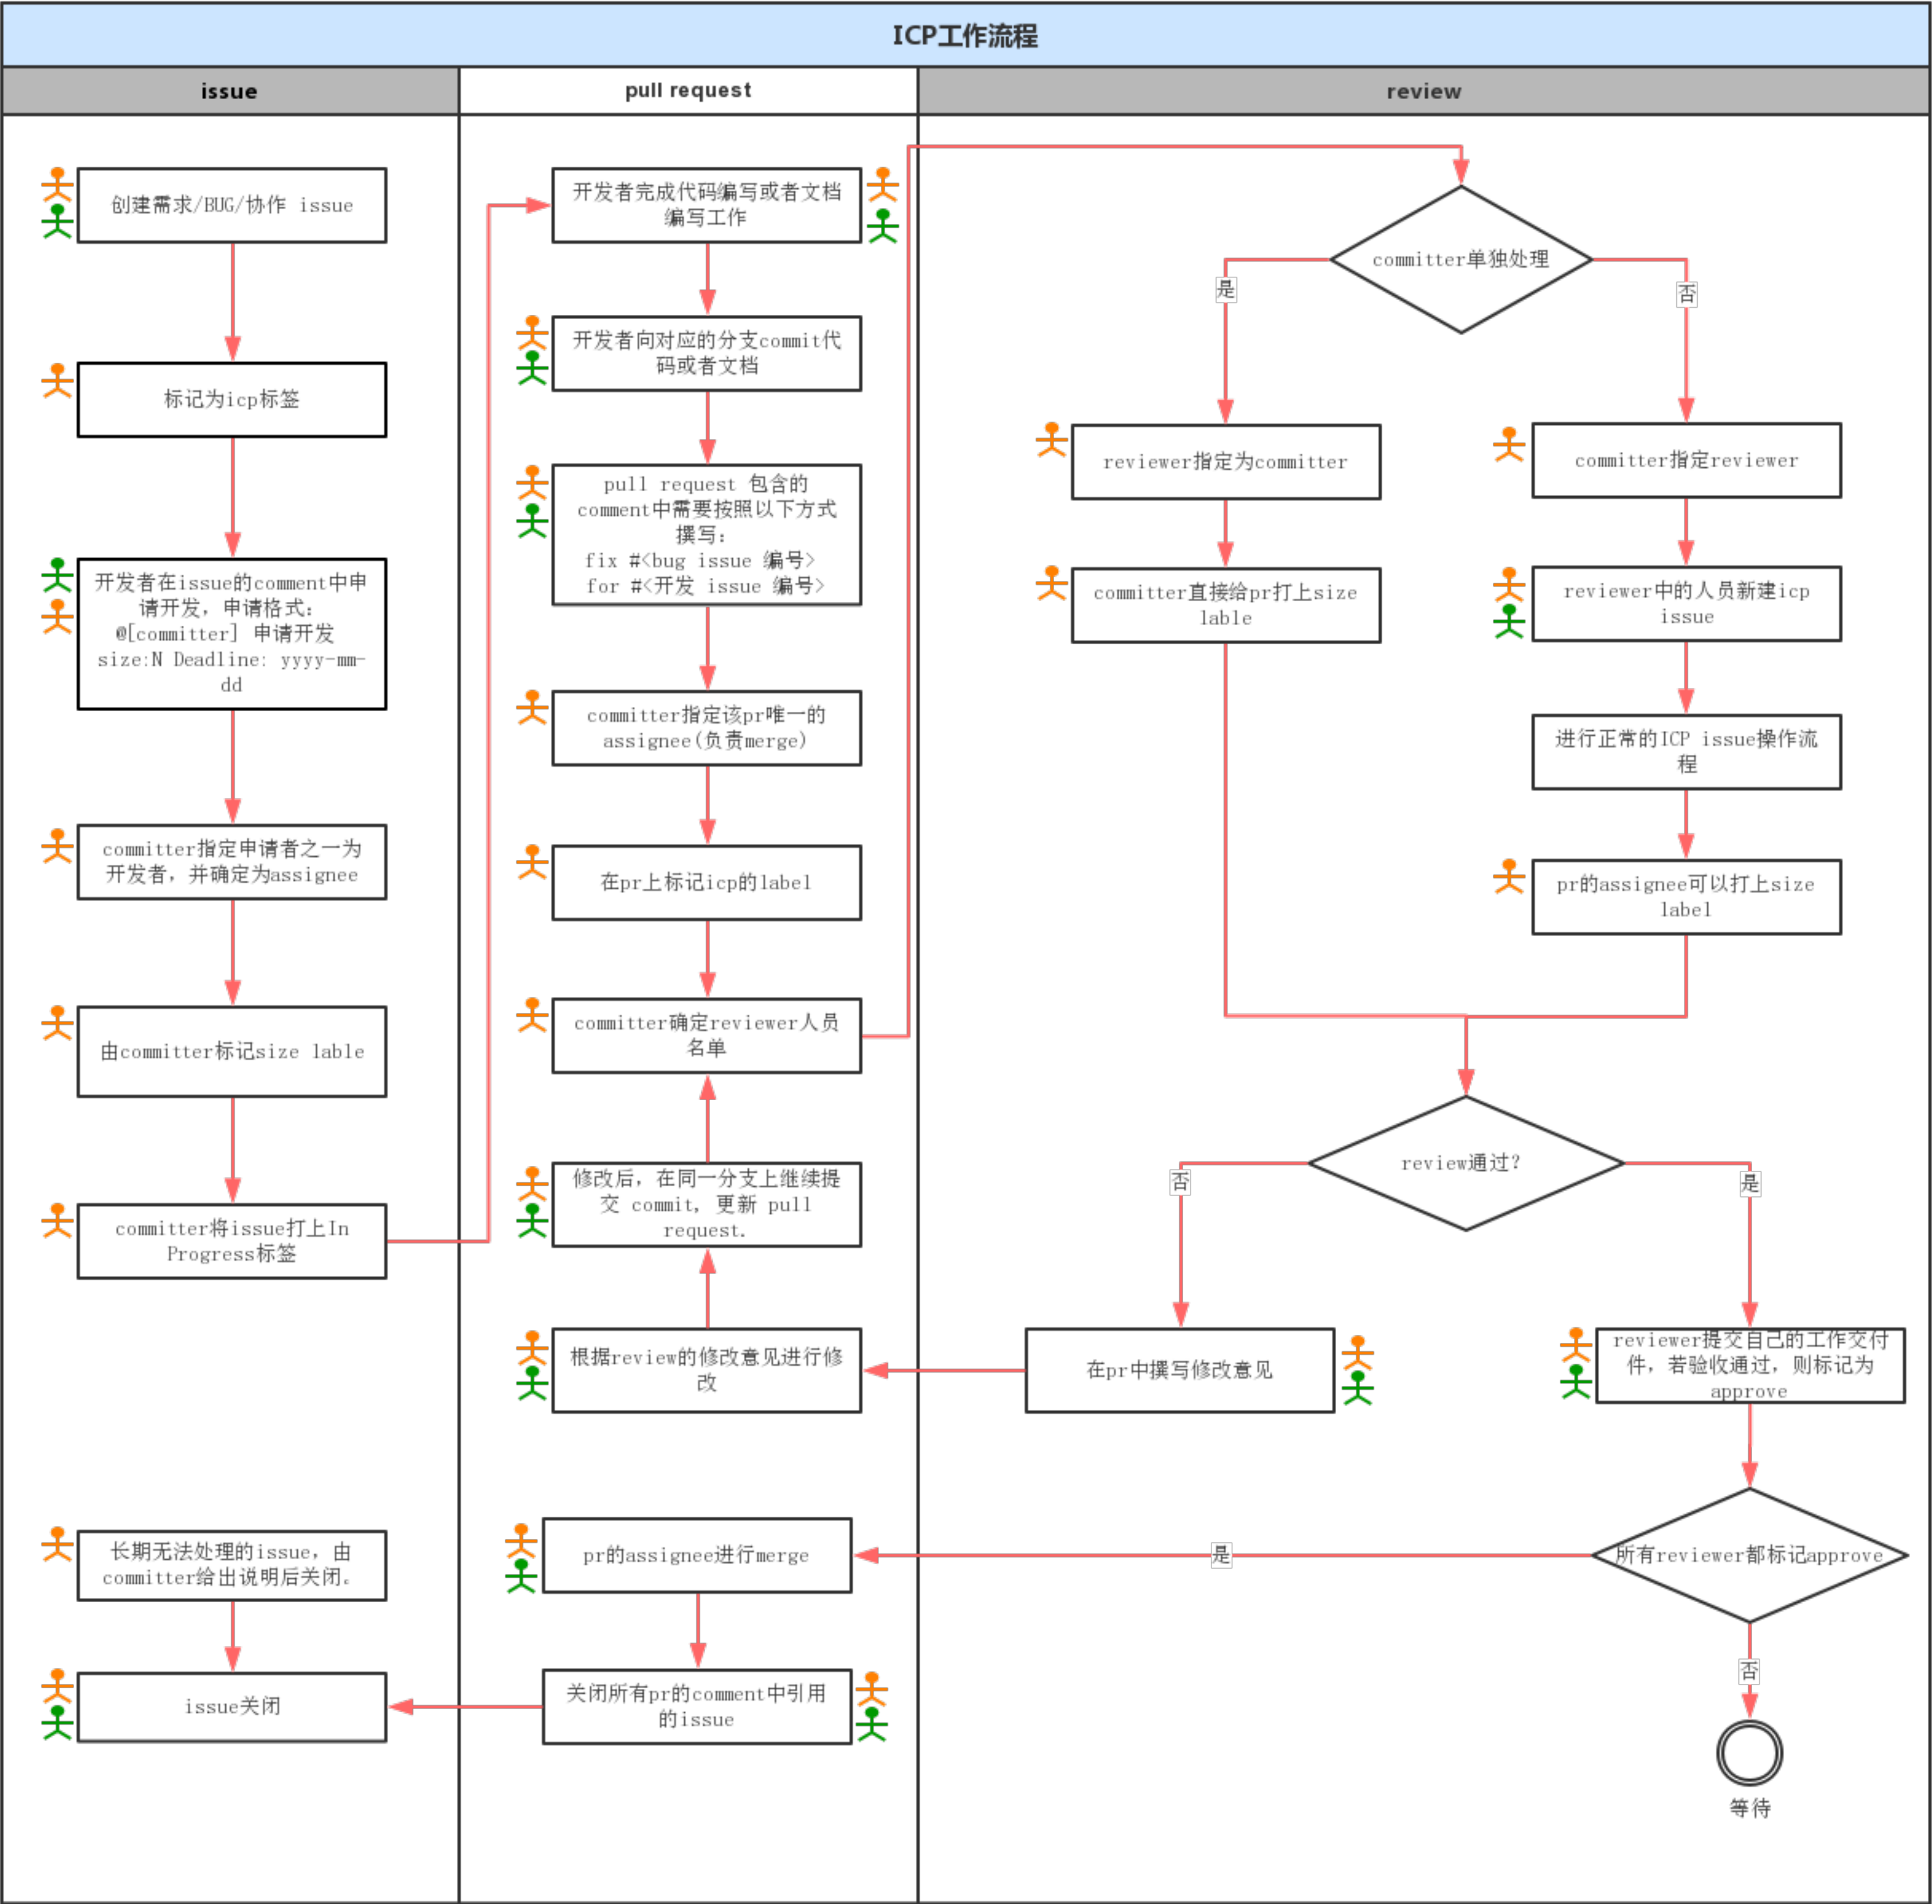 ICP工作流程
issue
pull request
review
创建需求/BUG/协作 issue
标记为icp标签
开发者在issue的comment中申
请开发，申请格式：
@[committer] 申请开发
size:N Deadline: yyyy-mm-
dd
committer指定申请者之一为
开发者，并确定为assignee
由committer标记size lable
committer将issue打上In
Progress标签
长期无法处理的issue，由
committer给出说明后关闭。
issue关闭
开发者完成代码编写或者文档
编写工作
开发者向对应的分支commit代
码或者文档
pull request 包含的
comment中需要按照以下方式
撰写：
fix #<bug issue 编号>
for #<开发 issue 编号>
committer指定该pr唯一的
assignee(负责merge)
在pr上标记icp的label
committer确定reviewer人员
名单
修改后，在同一分支上继续提
交 commit, 更新 pull
request.
根据review的修改意见进行修
改
pr的assignee进行merge
关闭所有pr的comment中引用
的issue
committer单独处理
是
否
reviewer指定为committer
committer直接给pr打上size
lable
committer指定reviewer
reviewer中的人员新建icp
issue
进行正常的ICP issue操作流
程
pr的assignee可以打上size
label
review通过？
否
是
在pr中撰写修改意见
reviewer提交自己的工作交付
件，若验收通过，则标记为
approve
所有reviewer都标记approve
是
否
等待